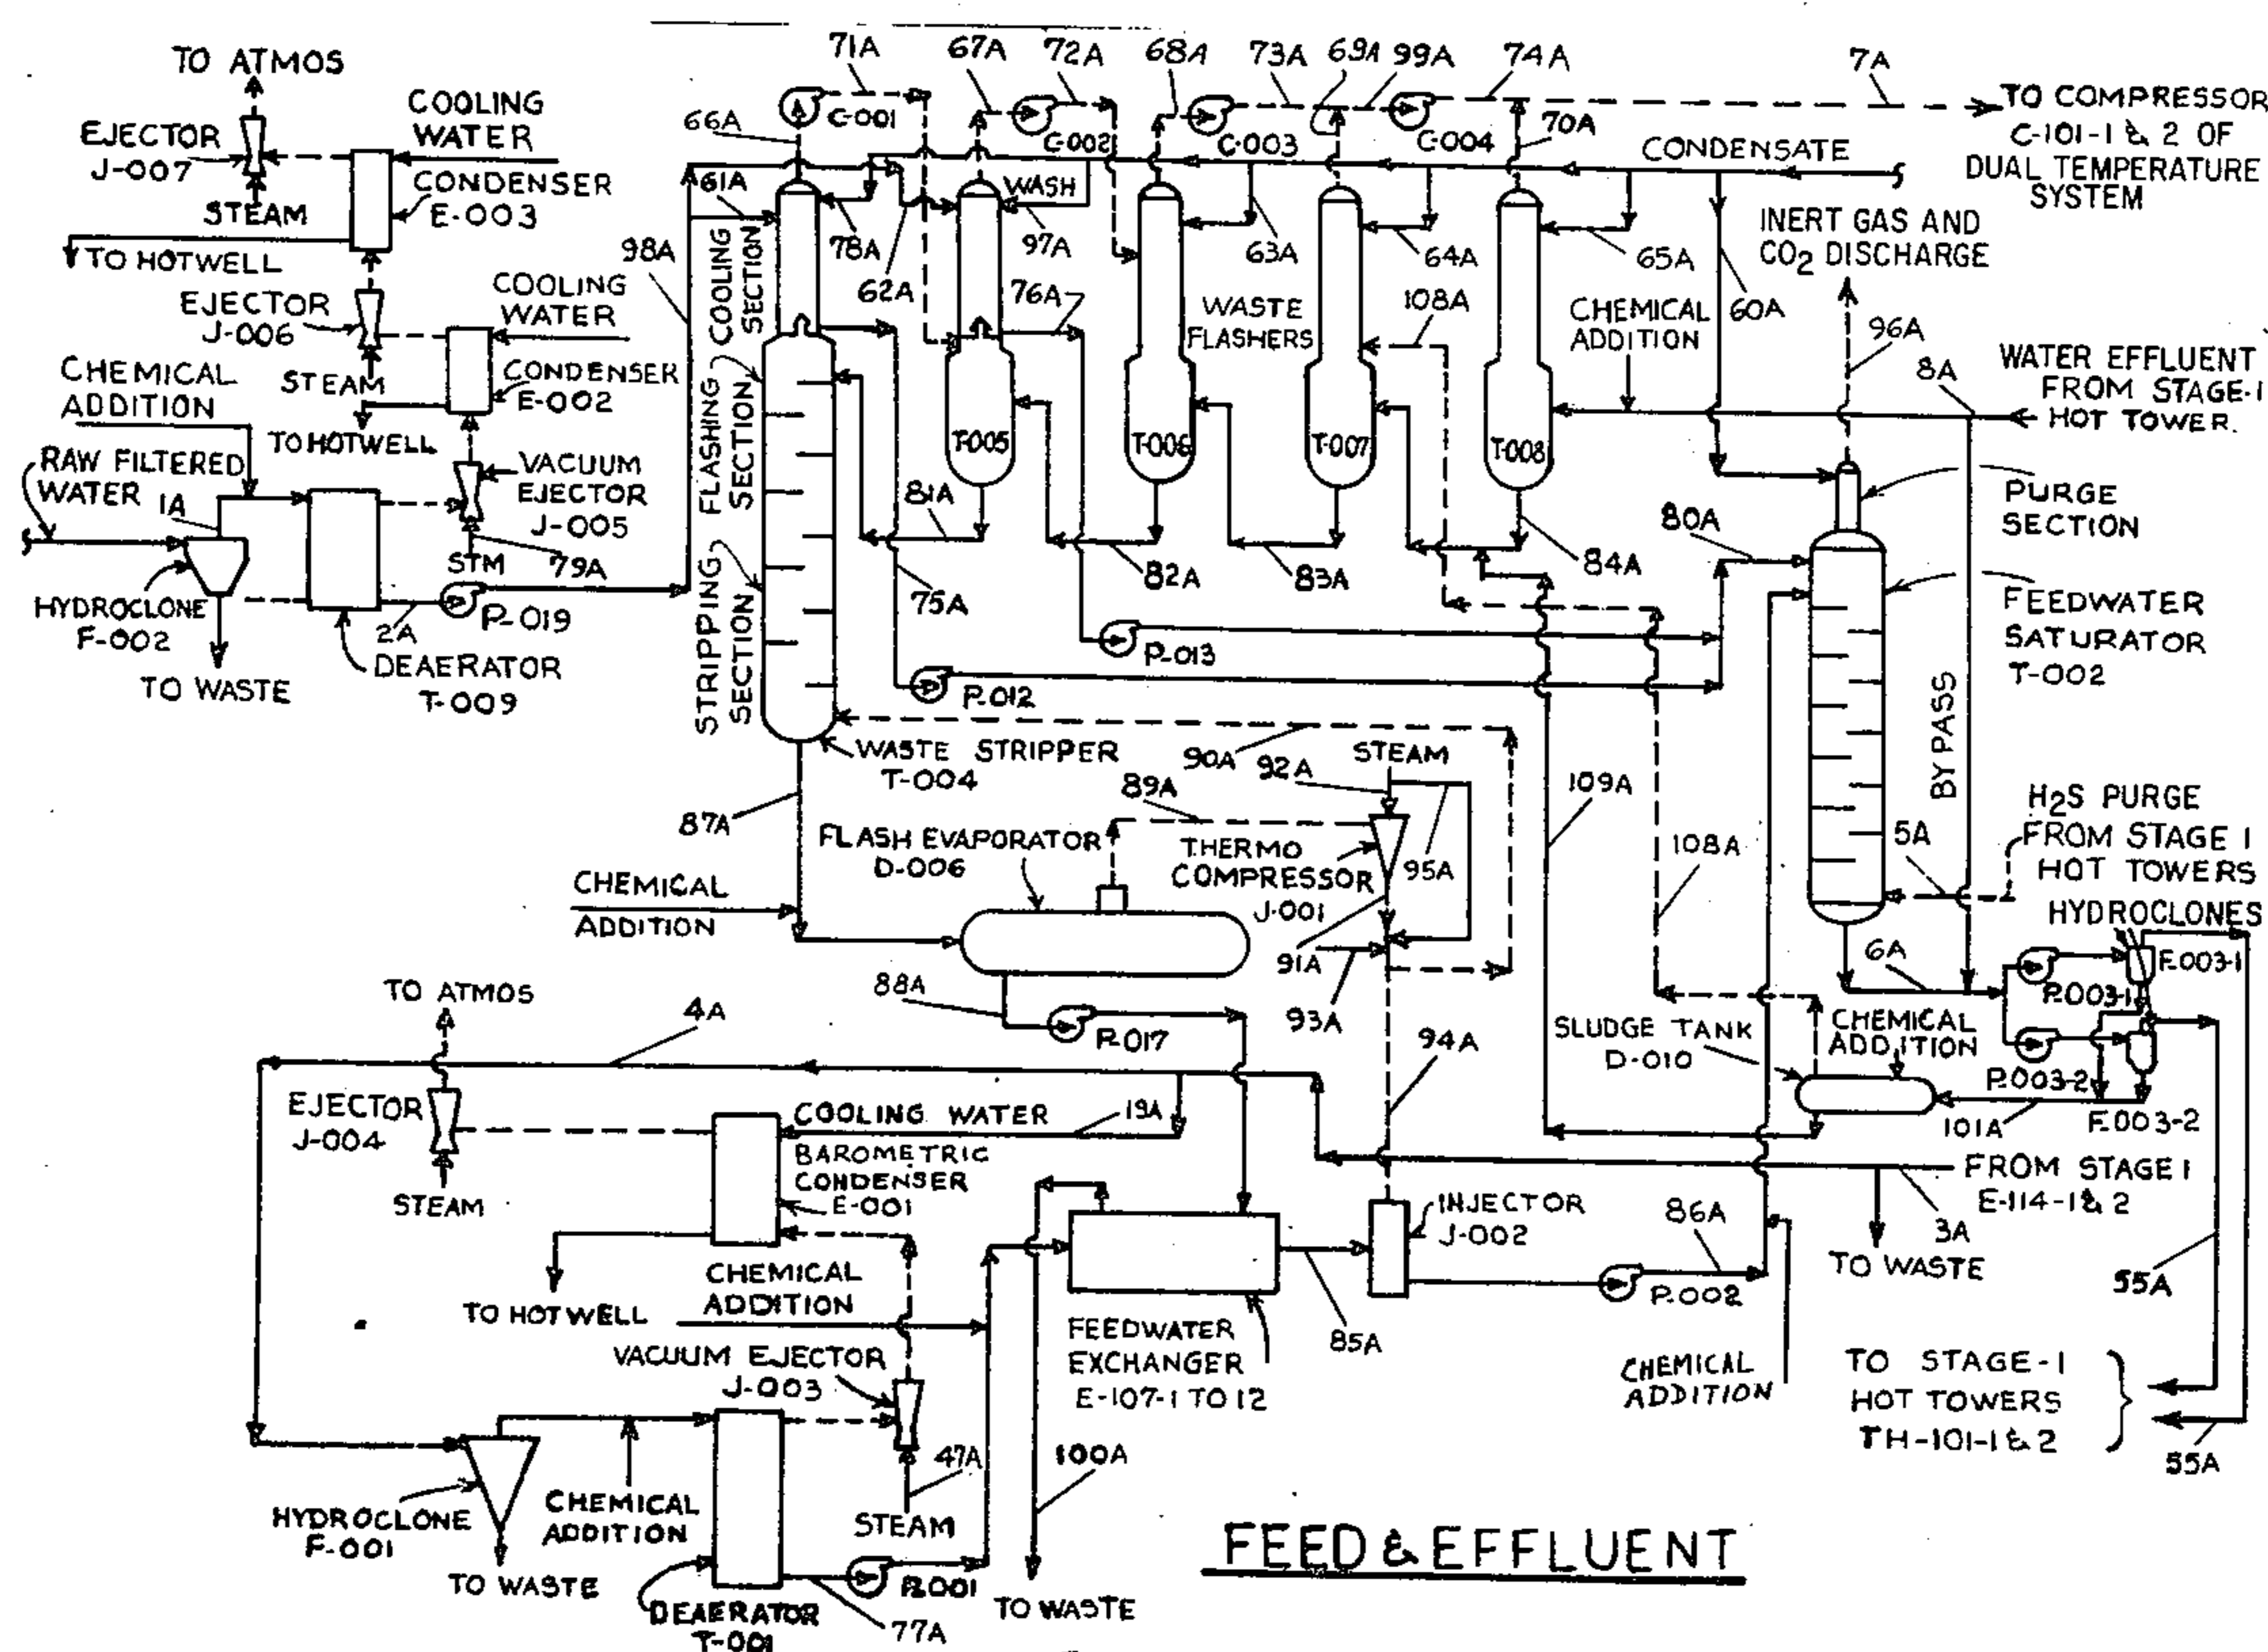 TO ATMOS
COOLING
WATER
EJECTOR
J-007
STEAM
CONDENSER
E-003
TO HOTWELL
EJECTOR
J-006
COOLING
WATER
STEAM
CONDENSER
E-002
TO HOTWELL
CHEMICAL
ADDITION
RAW FILTERED
WATER
1A
VACUUM
EJECTOR
J-005
STM
79A
HYDROCLONE
F-002
TO WASTE
2A
P-019
DEAERATOR
T-009
98A
71A
67A
72A
68A
73A
69A
99A
74A
7A
66A
C-001
C-002
C-003
C-004
70A
TO COMPRESSOR
C-101-1 & 2 OF
DUAL TEMPERATURE
SYSTEM
CONDENSATE
61A
78A
62A
WASH
97A
63A
64A
65A
60A
COOLING
SECTION
FLASHING
SECTION
STRIPPING
SECTION
76A
WASTE
FLASHERS
108A
CHEMICAL
ADDITION
INERT GAS AND
CO2 DISCHARGE
96A
8A
WATER EFFLUENT
FROM STAGE-1
HOT TOWER.
T-005
T-006
T-007
T-008
81A
82A
83A
84A
75A
80A
PURGE
SECTION
FEEDWATER
SATURATOR
T-002
P-013
P-012
BYPASS
WASTE STRIPPER
T-004
87A
90A
STEAM
92A
89A
FLASH EVAPORATOR
D-006
THERMO
COMPRESSOR
J-001
95A
109A
108A
5A
H2S PURGE
FROM STAGE 1
HOT TOWERS
HYDROCLONES
CHEMICAL
ADDITION
91A
93A
6A
F-003-1
P-003-1
88A
P-017
94A
SLUDGE TANK
D-010
CHEMICAL
ADDITION
P-003-2
F-003-2
101A
TO ATMOS
4A
EJECTOR
J-004
STEAM
COOLING WATER
19A
BAROMETRIC
CONDENSER
E-001
TO HOTWELL
FROM STAGE 1
E-114-1 & 2
3A
TO WASTE
INJECTOR
J-002
86A
P-002
55A
CHEMICAL
ADDITION
FEEDWATER
EXCHANGER
E-107-1 TO 12
85A
CHEMICAL
ADDITION
TO STAGE-1
HOT TOWERS
TH-101-1 & 2
55A
VACUUM EJECTOR
J-003
47A
STEAM
100A
HYDROCLONE
F-001
TO WASTE
CHEMICAL
ADDITION
DEAERATOR
T-001
77A
P-001
TO WASTE
FEED & EFFLUENT